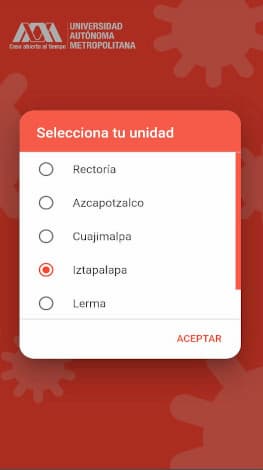 UNIVERSIDAD
AUTÓNOMA
METROPOLITANA
Casa abierta al tiempo
Selecciona tu unidad
Rectoría
Azcapotzalco
Cuajimalpa
Iztapalapa
Lerma
ACEPTAR